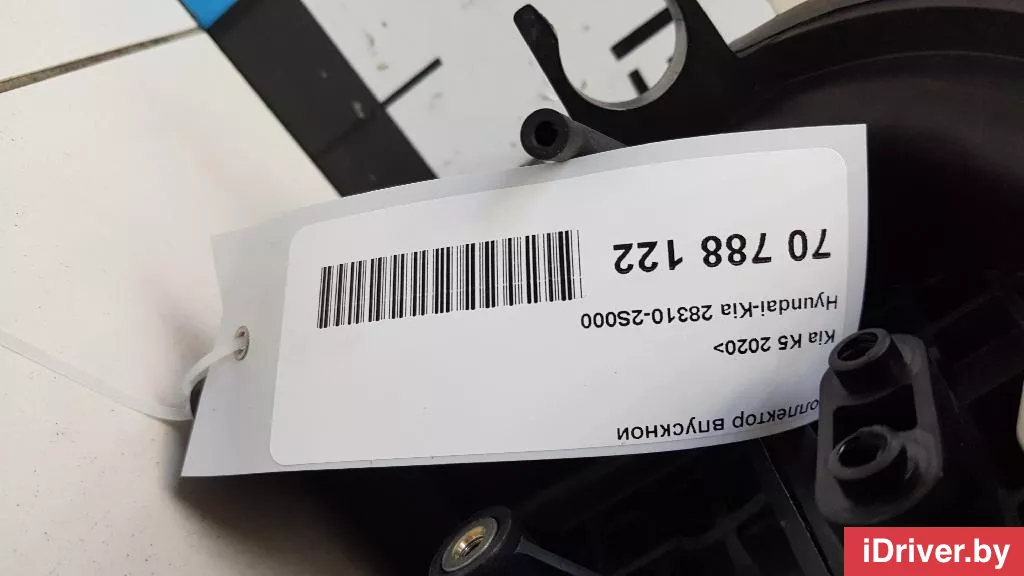 оллектор впускной
Kia K5 2020>
Hyundai-Kia 28310-2S000
70 788 122
iDriver.by